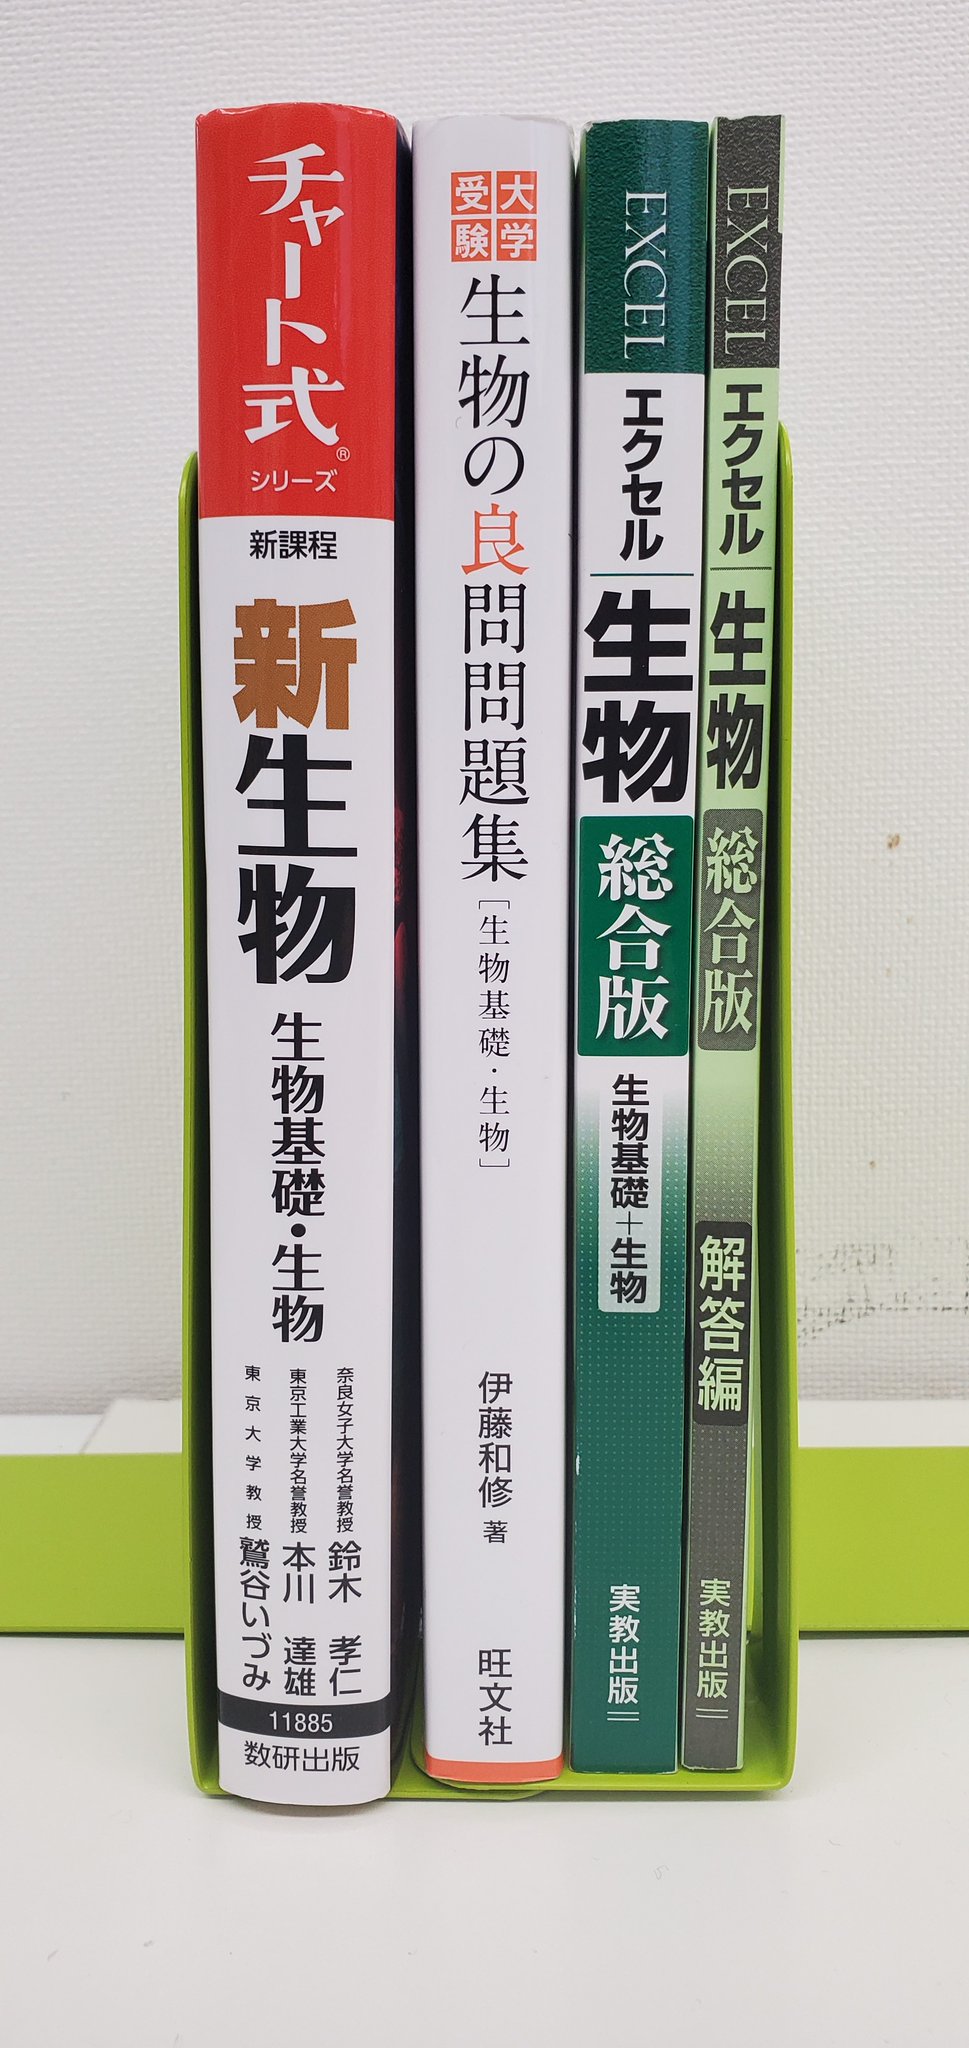 チャート式®
シリーズ
新課程
新生物
生物基礎・生物
奈良女子大学名誉教授 鈴木 孝仁
東京工業大学名誉教授 本川 達雄
東京大学教授 鷲谷いづみ
11885
数研出版
大学
受験
生物の良問問題集
[生物基礎・生物]
伊藤和修 著
旺文社
EXCEL
エクセル
生物
総合版
生物基礎+生物
実教出版
EXCEL
エクセル
生物
総合版
解答編
実教出版